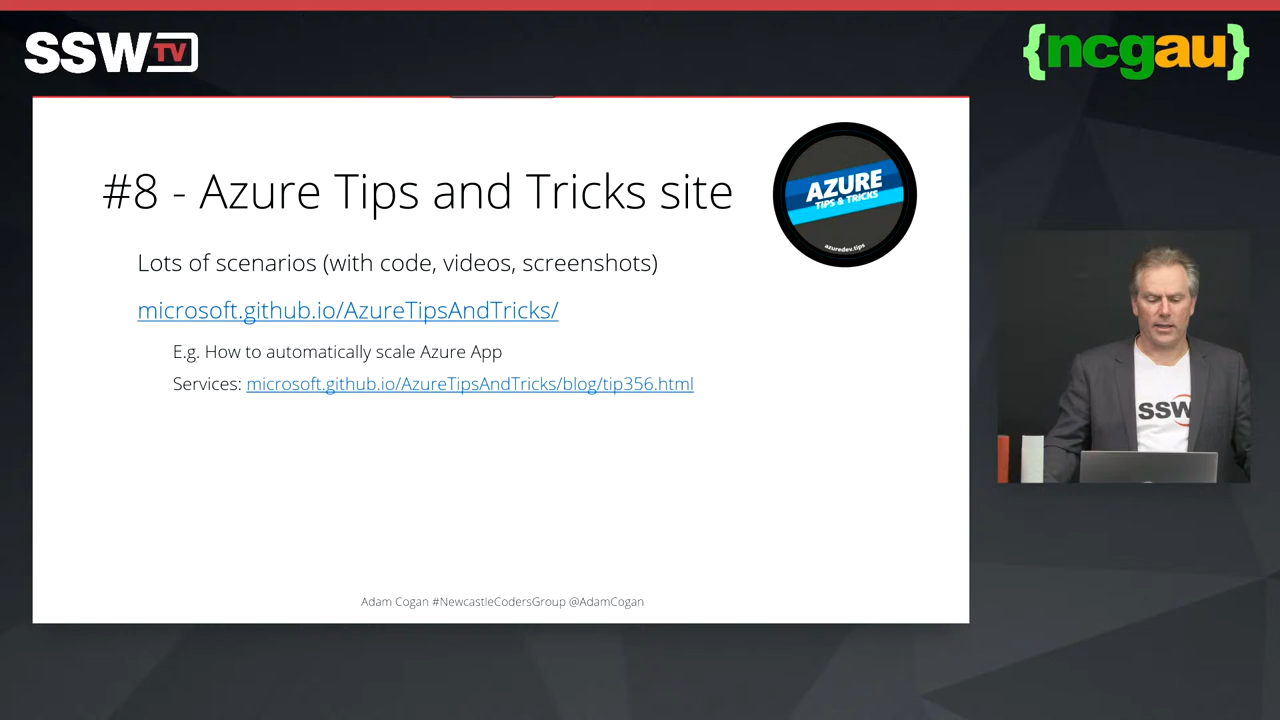 SSW TV
{ncgau}
#8 - Azure Tips and Tricks site
AZURE
TIPS & TRICKS
azuredev.tips
Lots of scenarios (with code, videos, screenshots)
microsoft.github.io/AzureTipsAndTricks/
E.g. How to automatically scale Azure App
Services: microsoft.github.io/AzureTipsAndTricks/blog/tip356.html
SSW
Adam Cogan #NewcastleCodersGroup @AdamCogan